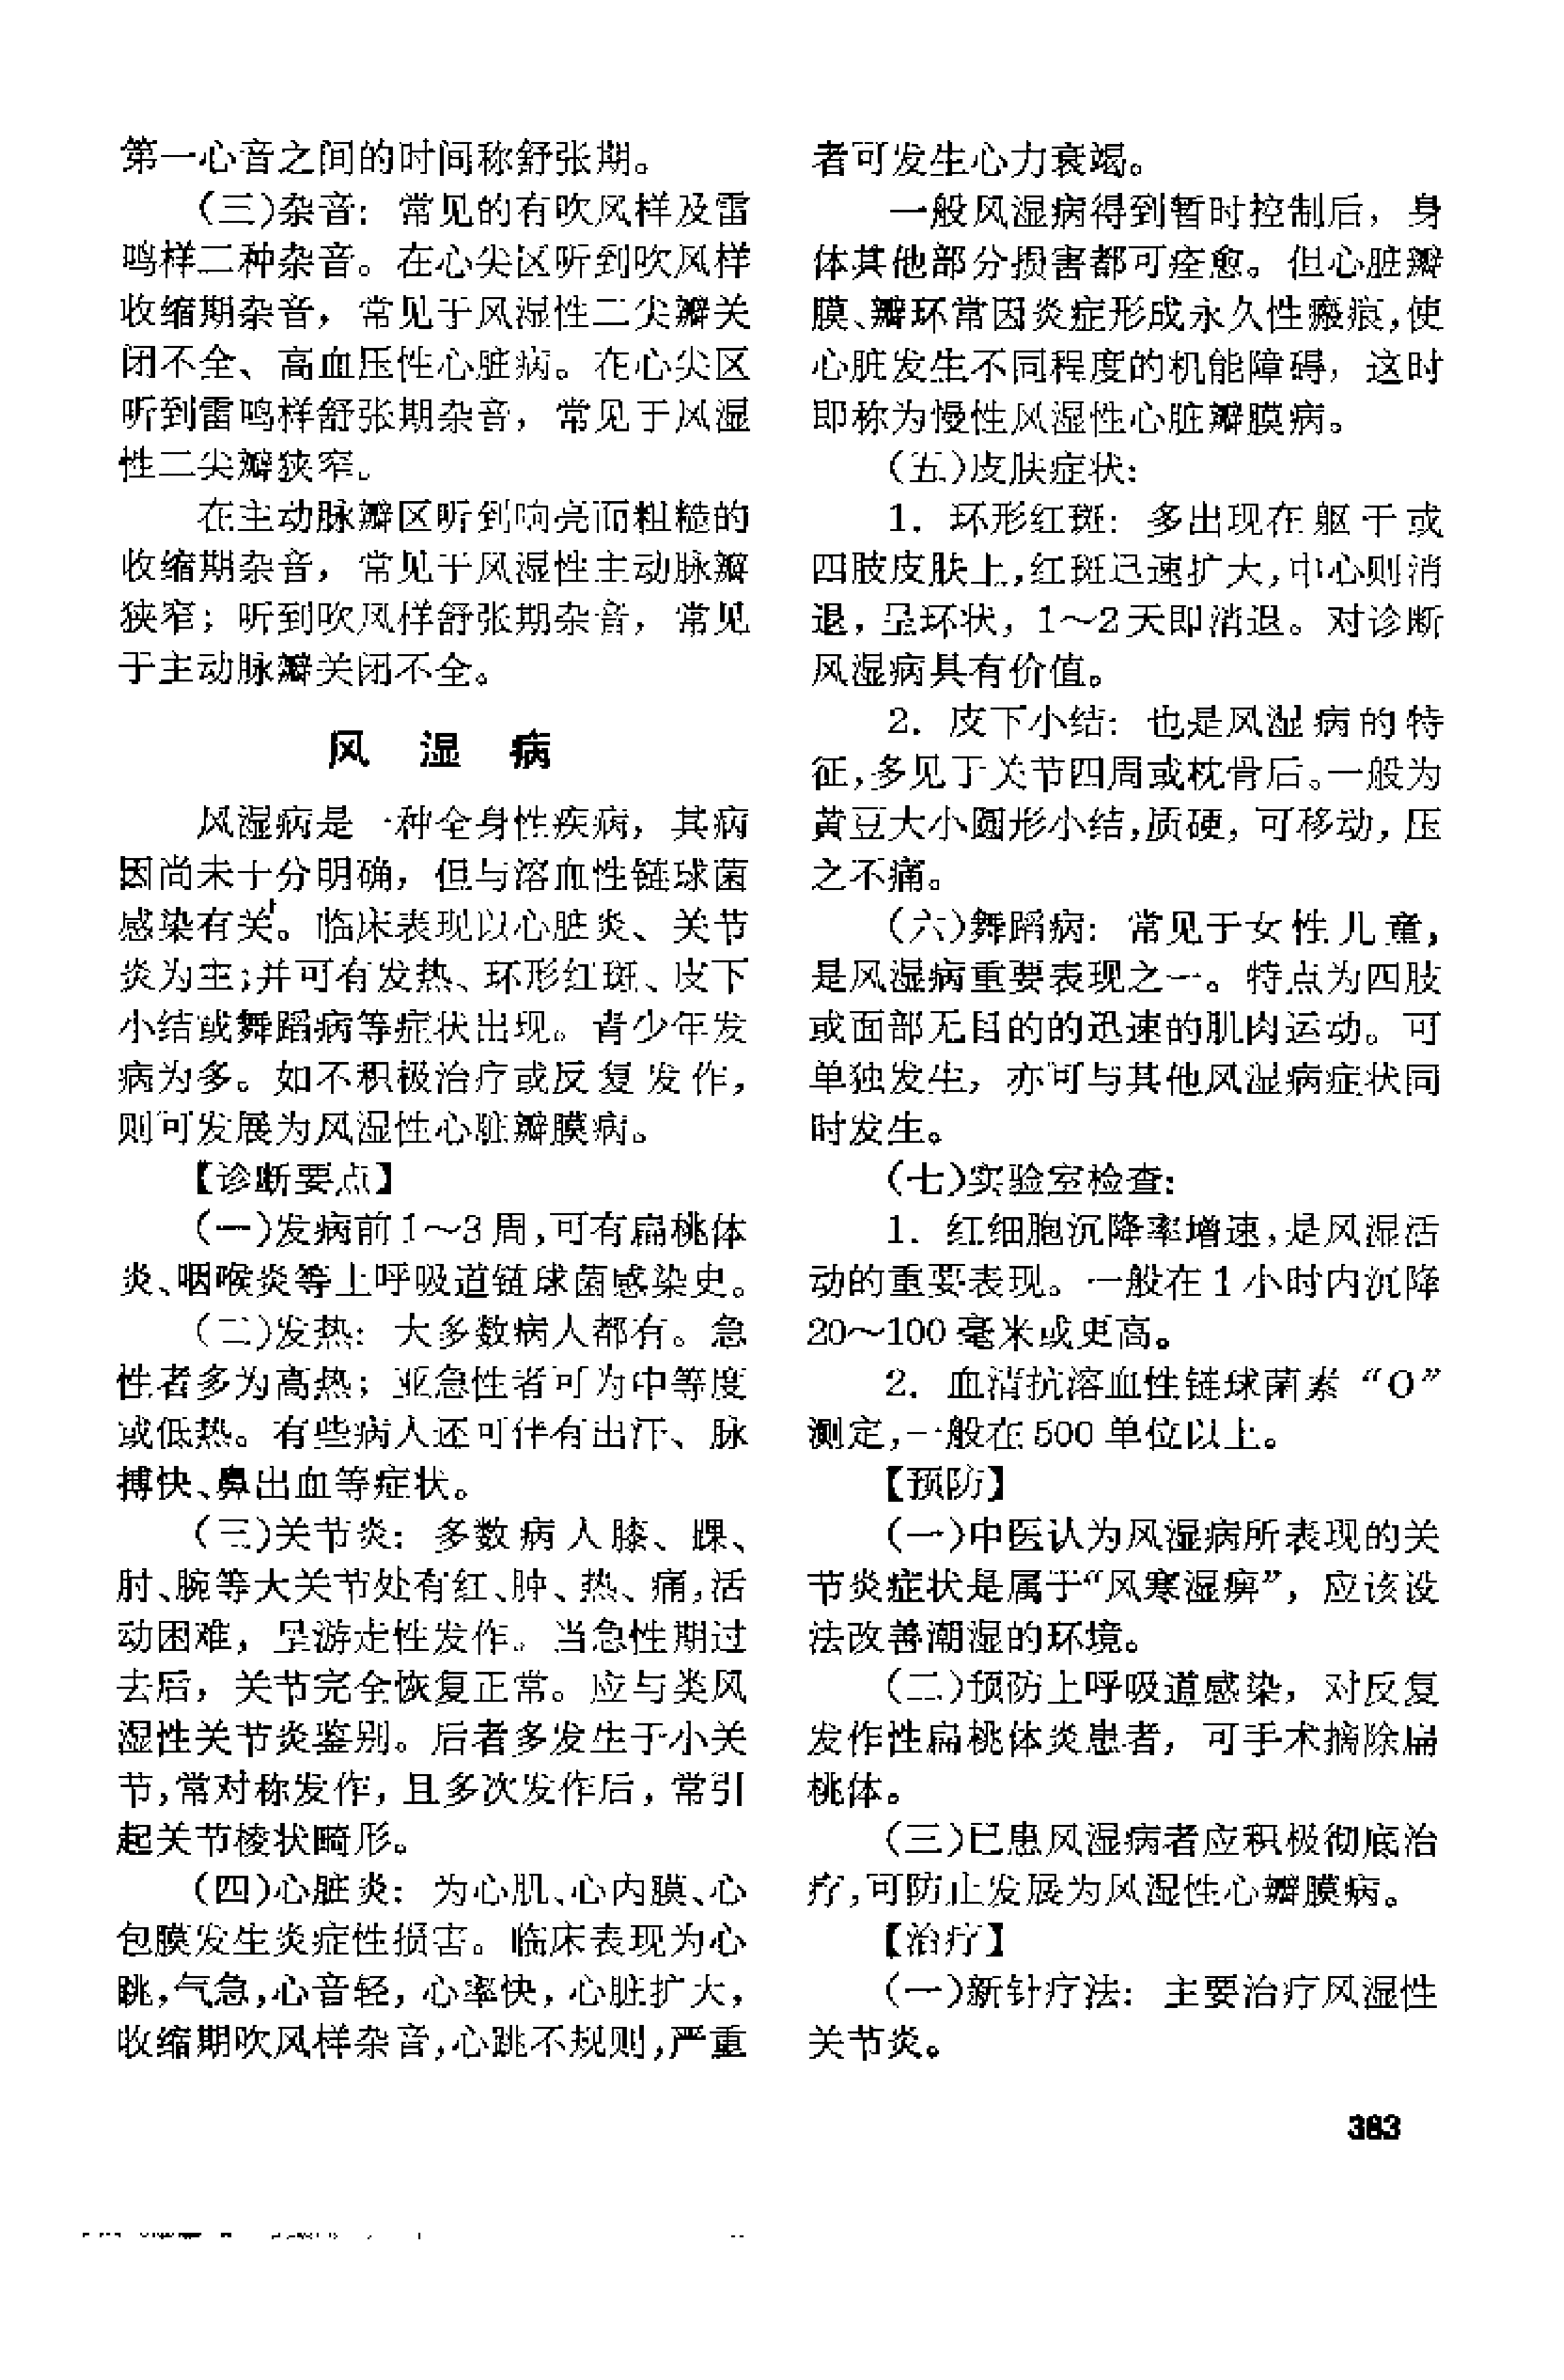 第一心音之间的时间称舒张期。
（三）杂音：常见的有吹风样及雷
鸣样二种杂音。在心尖区听到吹风样
收缩期杂音，常见于风湿性二尖瓣关
闭不全、高血压性心脏病。在心尖区
听到雷鸣样舒张期杂音，常见于风湿
性二尖瓣狭窄。
在主动脉瓣区听到响亮而粗糙的
收缩期杂音，常见于风湿性主动脉瓣
狭窄；听到吹风样舒张期杂音，常见
于主动脉瓣关闭不全。
风 湿 病
风湿病是一种全身性疾病，其病
因尚未十分明确，但与溶血性链球菌
感染有关。临床表现以心脏炎、关节
炎为主；并可有发热、环形红斑、皮下
小结或舞蹈病等症状出现。青少年发
病为多。如不积极治疗或反复发作，
则可发展为风湿性心脏瓣膜病。
【诊断要点】
（一）发病前1～3周，可有扁桃体
炎、咽喉炎等上呼吸道链球菌感染史。
（二）发热：大多数病人都有。急
性者多为高热；亚急性者可为中等度
或低热。有些病人还可伴有出汗、脉
搏快、鼻出血等症状。
（三）关节炎：多数病人膝、踝、
肘、腕等大关节处有红、肿、热、痛，活
动困难，呈游走性发作。当急性期过
去后，关节完全恢复正常。应与类风
湿性关节炎鉴别。后者多发生于小关
节，常对称发作，且多次发作后，常引
起关节棱状畸形。
（四）心脏炎：为心肌、心内膜、心
包膜发生炎症性损害。临床表现为心
跳，气急，心音轻，心率快，心脏扩大，
收缩期吹风样杂音，心跳不规则，严重
者可发生心力衰竭。
一般风湿病得到暂时控制后，身
体其他部分损害都可痊愈。但心脏瓣
膜、瓣环常因炎症形成永久性瘢痕，使
心脏发生不同程度的机能障碍，这时
即称为慢性风湿性心脏瓣膜病。
（五）皮肤症状：
1．环形红斑：多出现在躯干或
四肢皮肤上，红斑迅速扩大，中心则消
退，呈环状，1～2天即消退。对诊断
风湿病具有价值。
2．皮下小结：也是风湿病的特
征，多见于关节四周或枕骨后。一般为
黄豆大小圆形小结，质硬，可移动，压
之不痛。
（六）舞蹈病：常见于女性儿童，
是风湿病重要表现之一。特点为四肢
或面部无目的的迅速的肌肉运动。可
单独发生，亦可与其他风湿病症状同
时发生。
（七）实验室检查：
1．红细胞沉降率增速，是风湿活
动的重要表现。一般在1小时内沉降
20～100毫米或更高。
2．血清抗溶血性链球菌素“O”
测定，一般在500单位以上。
【预防】
（一）中医认为风湿病所表现的关
节炎症状是属于“风寒湿痹”，应该设
法改善潮湿的环境。
（二）预防上呼吸道感染，对反复
发作性扁桃体炎患者，可手术摘除扁
桃体。
（三）已患风湿病者应积极彻底治
疗，可防止发展为风湿性心瓣膜病。
【治疗】
（一）新针疗法：主要治疗风湿性
关节炎。
383